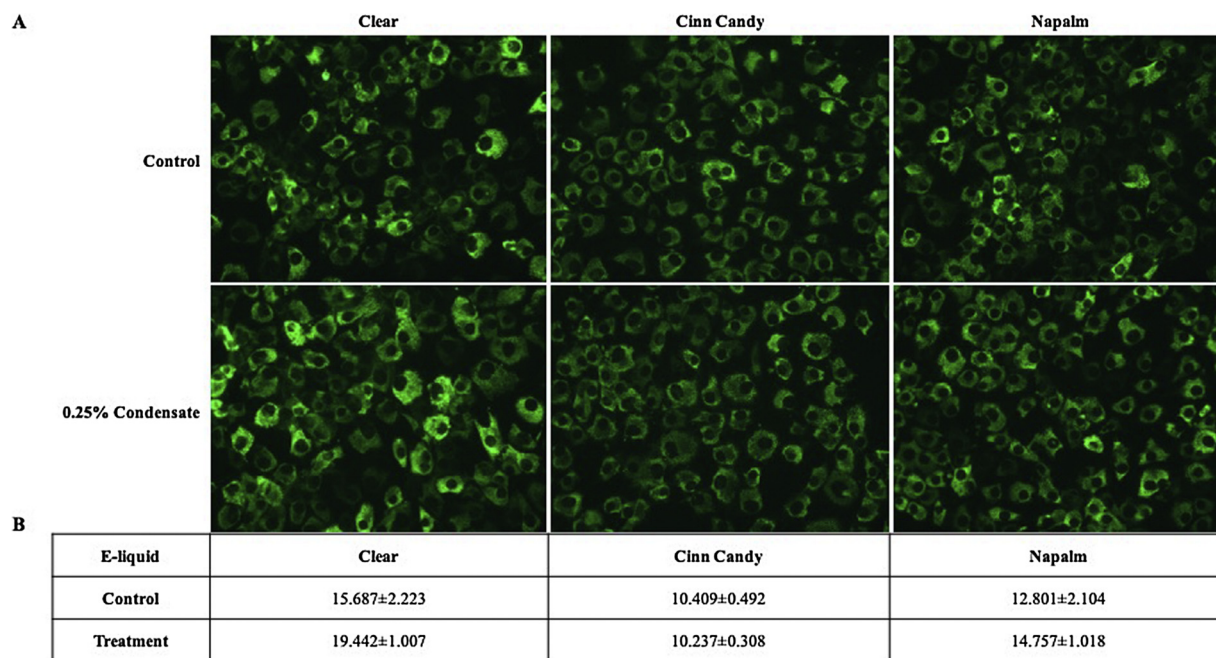 A
Clear Cinn Candy Napalm
Control
0.25% Condensate
B
E-liquid Clear Cinn Candy Napalm
Control 15.687±2.223 10.409±0.492 12.801±2.104
Treatment 19.442±1.007 10.237±0.308 14.757±1.018